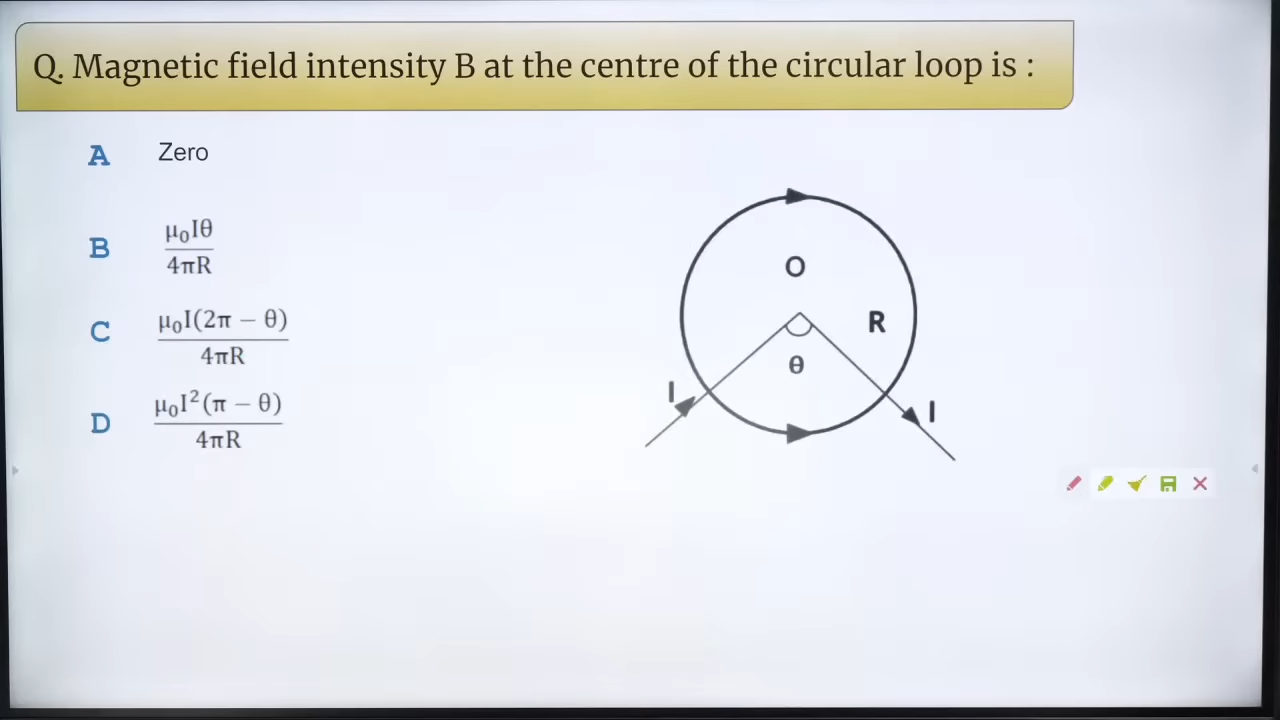 Q. Magnetic field intensity B at the centre of the circular loop is :
A Zero
B μ₀Iθ
4πR
C μ₀I(2π − θ)
4πR
D μ₀I²(π − θ)
4πR
O
R
θ
I
I